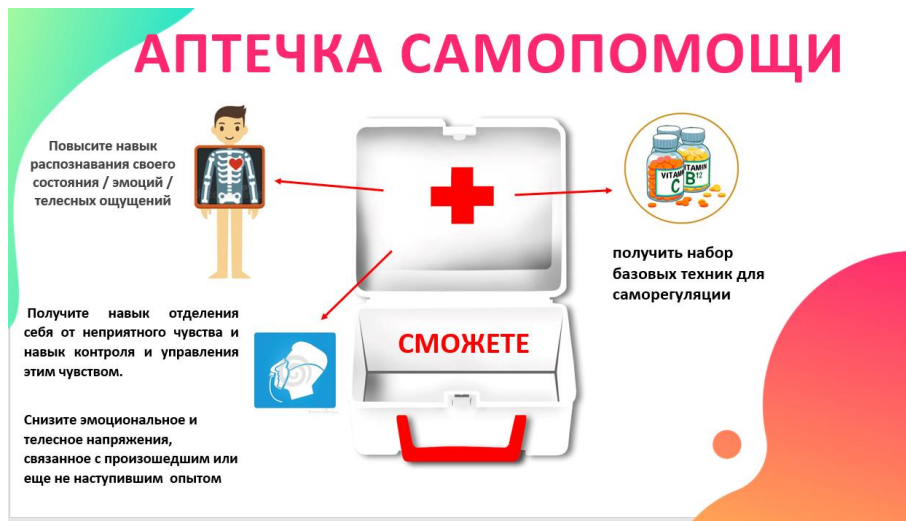 АПТЕЧКА САМОПОМОЩИ
Повысите навык
распознавания своего
состояния / эмоций /
телесных ощущений
VITAMIN
C
VITAMIN
B12
получить набор
базовых техник для
саморегуляции
Получите навык отделения
себя от неприятного чувства и
навык контроля и управления
этим чувством.
СМОЖЕТЕ
Снизите эмоциональное и
телесное напряжения,
связанное с произошедшим или
еще не наступившим опытом